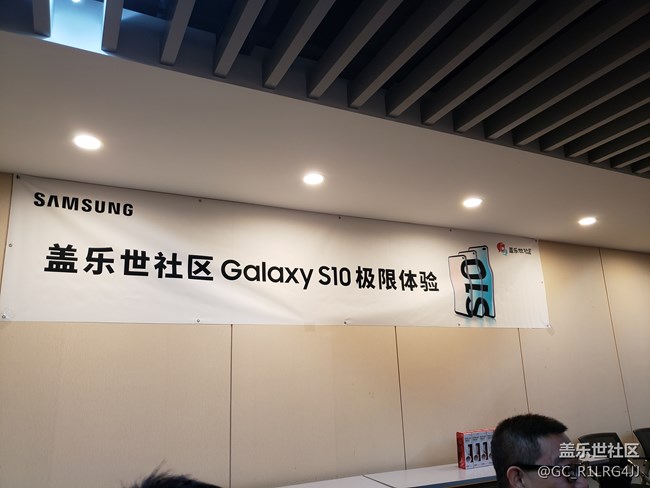 SAMSUNG
盖乐世社区
盖乐世社区 Galaxy S10 极限体验
S10
盖乐世社区
@GC_R1LRG4JJ